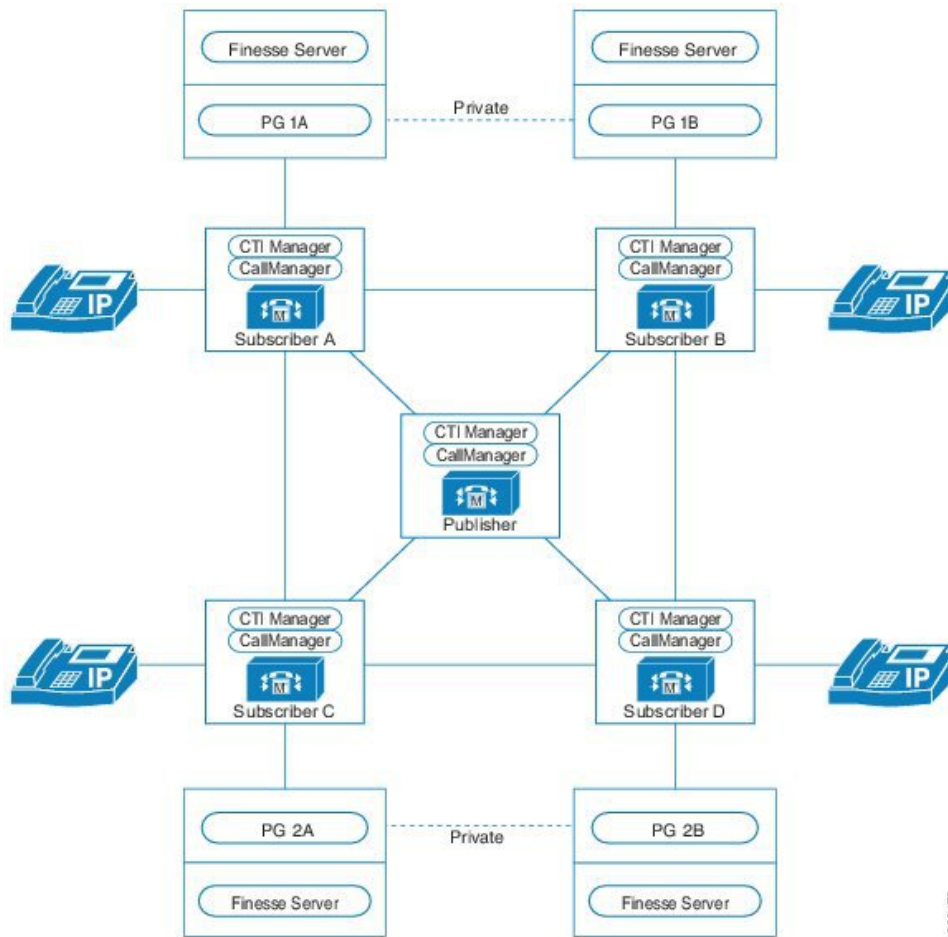 Finesse Server
Finesse Server
PG 1A
Private
PG 1B
CTI Manager
CallManager
CTI Manager
CallManager
IP
M
M
IP
Subscriber A
Subscriber B
CTI Manager
CallManager
M
Publisher
CTI Manager
CallManager
CTI Manager
CallManager
IP
M
M
IP
Subscriber C
Subscriber D
PG 2A
Private
PG 2B
Finesse Server
Finesse Server